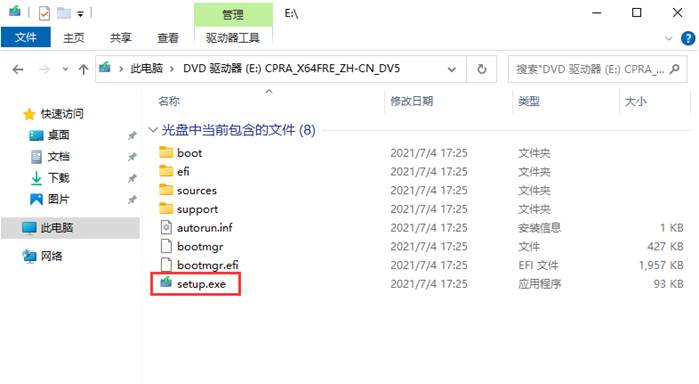 管理 E:\
文件 主页 共享 查看 驱动器工具
此电脑 > DVD 驱动器 (E:) CPRA_X64FRE_ZH-CN_DV5 搜索"DVD 驱动器 (E:) CPRA_...
名称 修改日期 类型 大小
快速访问
桌面
文档
下载
图片
此电脑
网络
光盘中当前包含的文件 (8)
boot 2021/7/4 17:25 文件夹
efi 2021/7/4 17:25 文件夹
sources 2021/7/4 17:25 文件夹
support 2021/7/4 17:25 文件夹
autorun.inf 2021/7/4 17:25 安装信息 1 KB
bootmgr 2021/7/4 17:25 文件 427 KB
bootmgr.efi 2021/7/4 17:25 EFI 文件 1,957 KB
setup.exe 2021/7/4 17:25 应用程序 93 KB